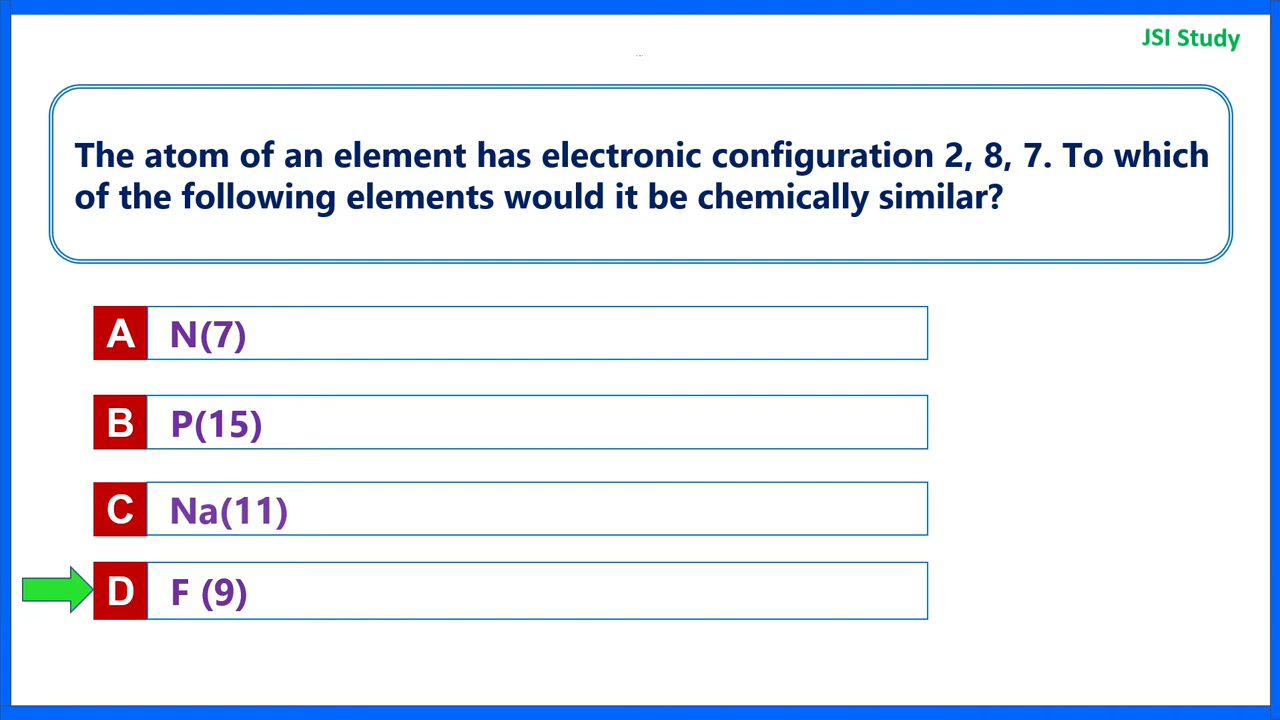 JSI Study
The atom of an element has electronic configuration 2, 8, 7. To which
of the following elements would it be chemically similar?
A N(7)
B P(15)
C Na(11)
D F (9)